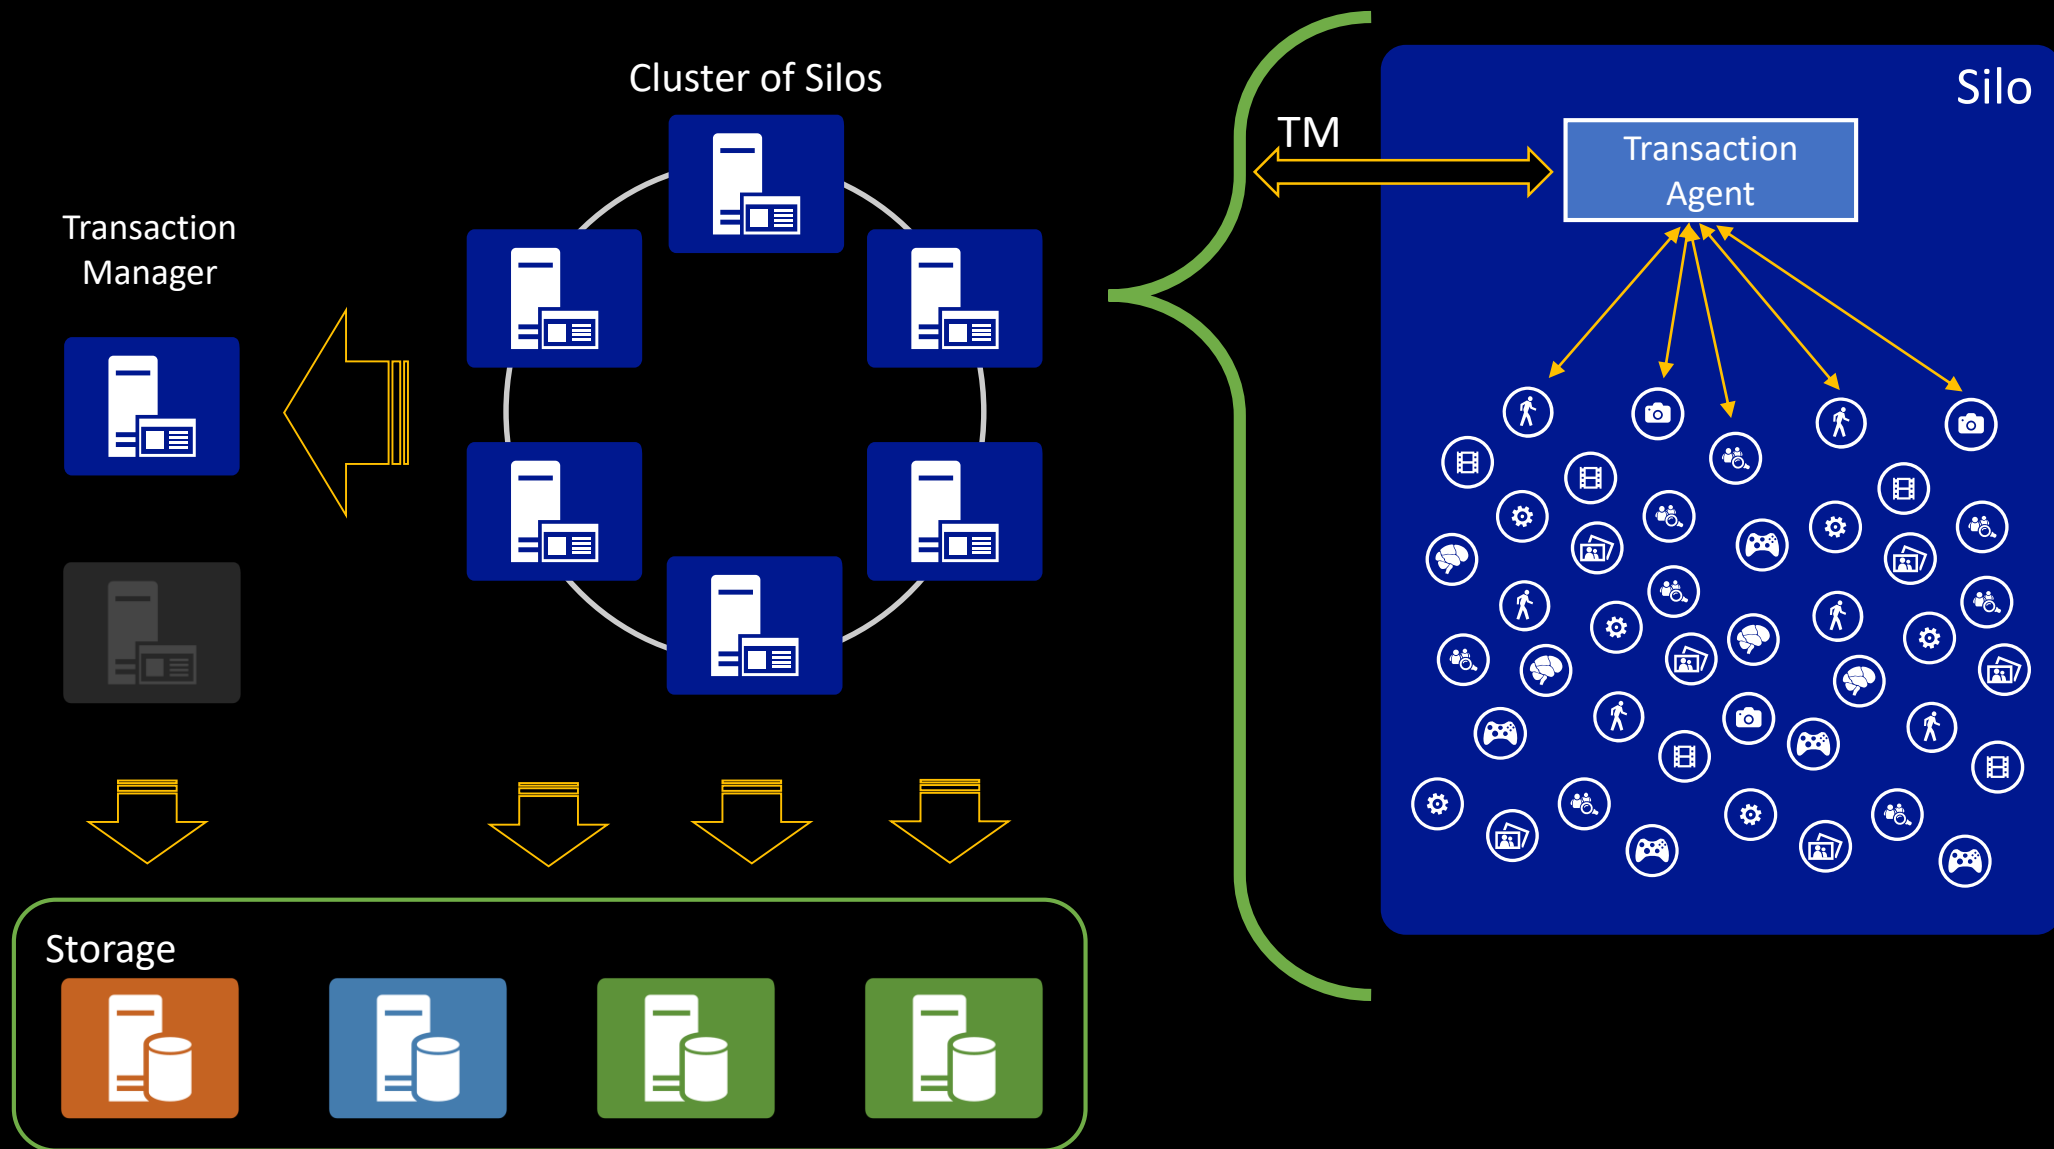 Cluster of Silos
Transaction
Manager
Storage
TM
Silo
Transaction
Agent